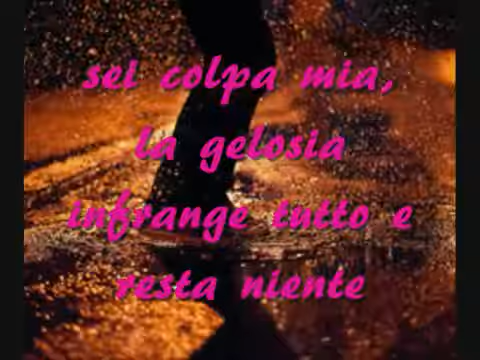 sei colpa mia,
la gelosia
infrange tutto e
resta niente